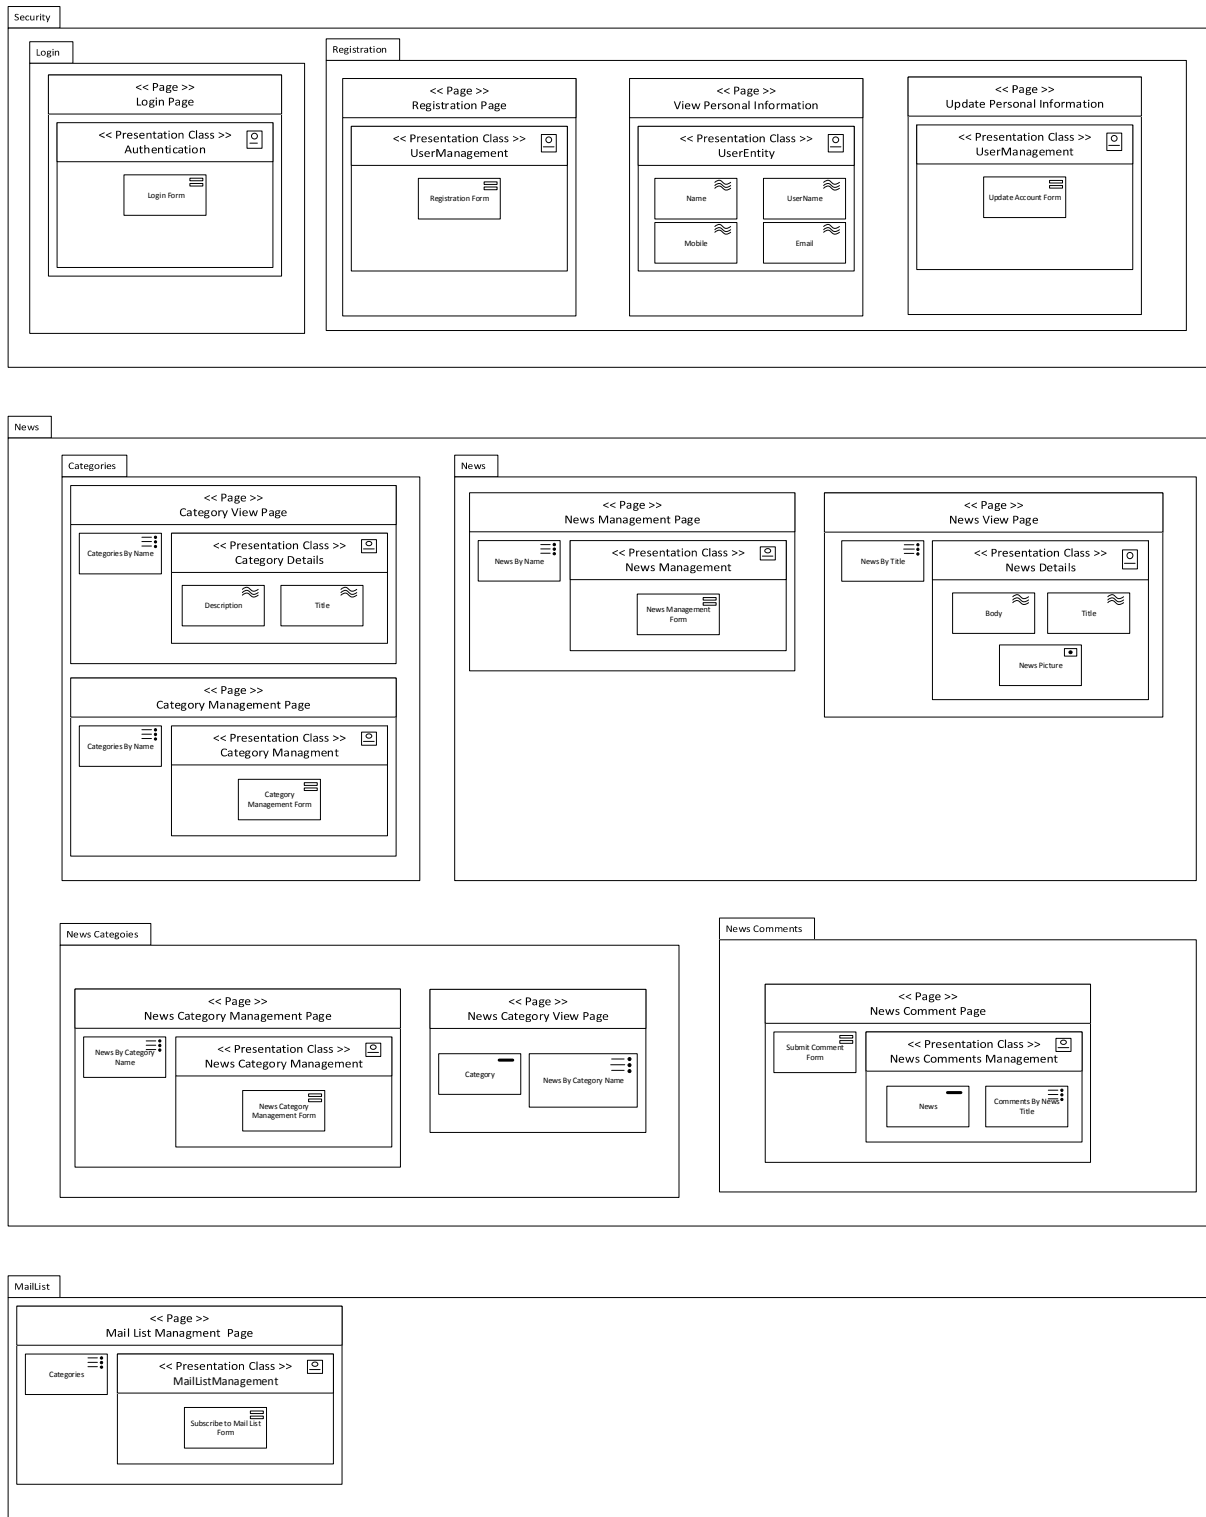 Security
Login
<< Page >>
Login Page
<< Presentation Class >>
Authentication
Login Form
Registration
<< Page >>
Registration Page
<< Presentation Class >>
UserManagement
Registration Form
<< Page >>
View Personal Information
<< Presentation Class >>
UserEntity
Name
UserName
Mobile
Email
<< Page >>
Update Personal Information
<< Presentation Class >>
UserManagement
Update Account Form
News
Categories
<< Page >>
Category View Page
Categories By Name
<< Presentation Class >>
Category Details
Description
Title
<< Page >>
Category Management Page
Categories By Name
<< Presentation Class >>
Category Managment
Category
Management Form
News
<< Page >>
News Management Page
News By Name
<< Presentation Class >>
News Management
News Management
Form
<< Page >>
News View Page
News By Title
<< Presentation Class >>
News Details
Body
Title
News Picture
News Categoies
<< Page >>
News Category Management Page
News By Category
Name
<< Presentation Class >>
News Category Management
News Category
Management Form
<< Page >>
News Category View Page
Category
News By Category Name
News Comments
<< Page >>
News Comment Page
Submit Comment
Form
<< Presentation Class >>
News Comments Management
News
Comments By News
Title
MailList
<< Page >>
Mail List Managment Page
Categories
<< Presentation Class >>
MailListManagement
Subscribe to Mail List
Form